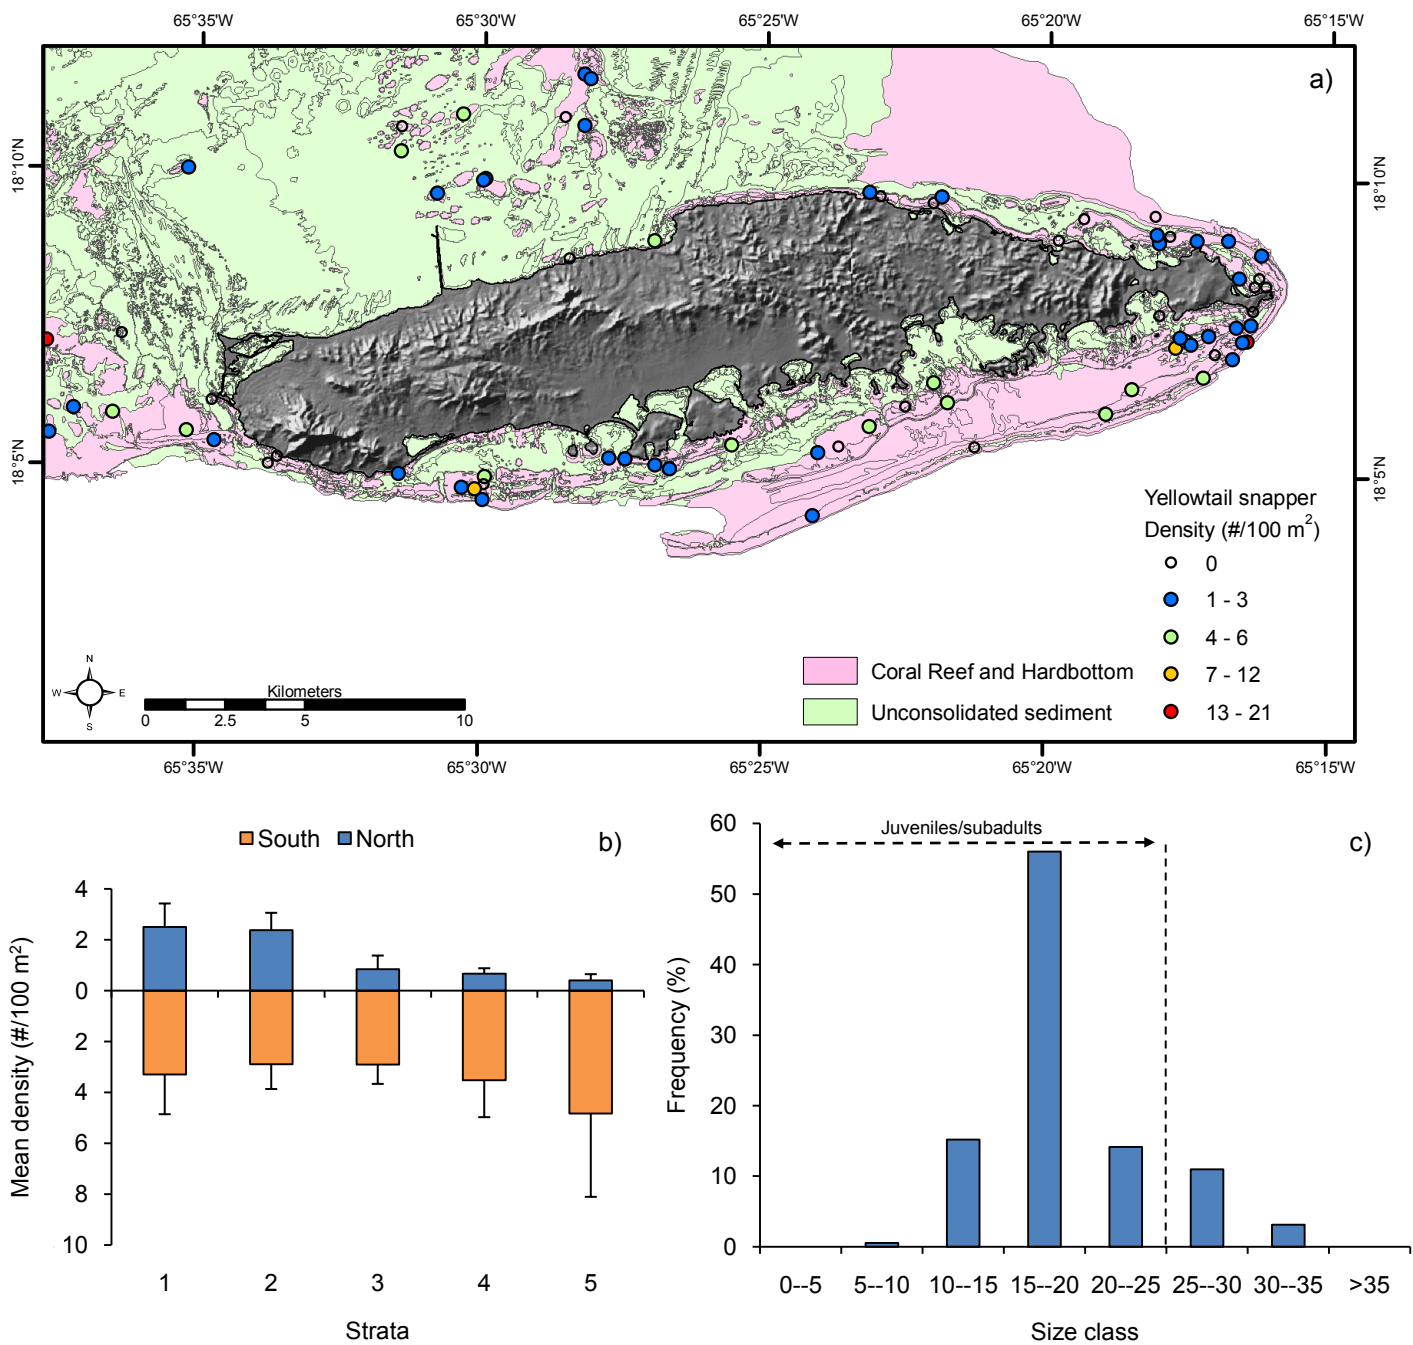 65°35'W 65°30'W 65°25'W 65°20'W 65°15'W
a)
18°10'N 18°10'N
18°5'N 18°5'N
Yellowtail snapper
Density (#/100 m²)
0
1 - 3
4 - 6
7 - 12
13 - 21
Coral Reef and Hardbottom
Unconsolidated sediment
N
W E
S
Kilometers
0 2.5 5 10
65°35'W 65°30'W 65°25'W 65°20'W 65°15'W
South North
b)
Mean density (#/100 m²)
4
2
0
2
4
6
8
10
1 2 3 4 5
Strata
c)
Juveniles/subadults
Frequency (%)
60
50
40
30
20
10
0
0--5 5--10 10--15 15--20 20--25 25--30 30--35 >35
Size class